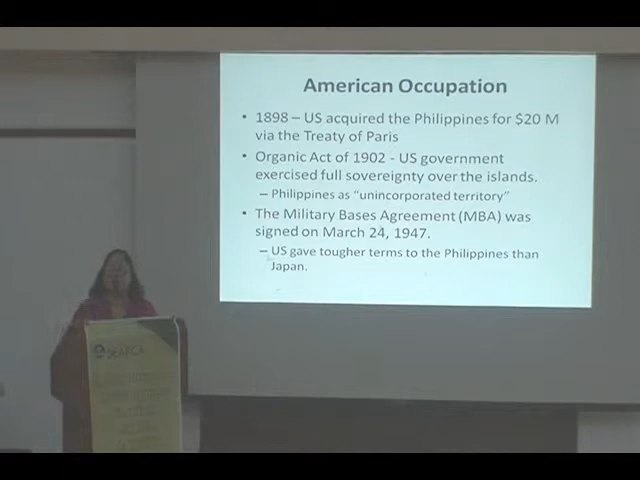 American Occupation
• 1898 – US acquired the Philippines for $20 M
via the Treaty of Paris
• Organic Act of 1902 - US government
exercised full sovereignty over the islands.
– Philippines as “unincorporated territory”
• The Military Bases Agreement (MBA) was
signed on March 24, 1947.
– US gave tougher terms to the Philippines than
Japan.
SEARCA